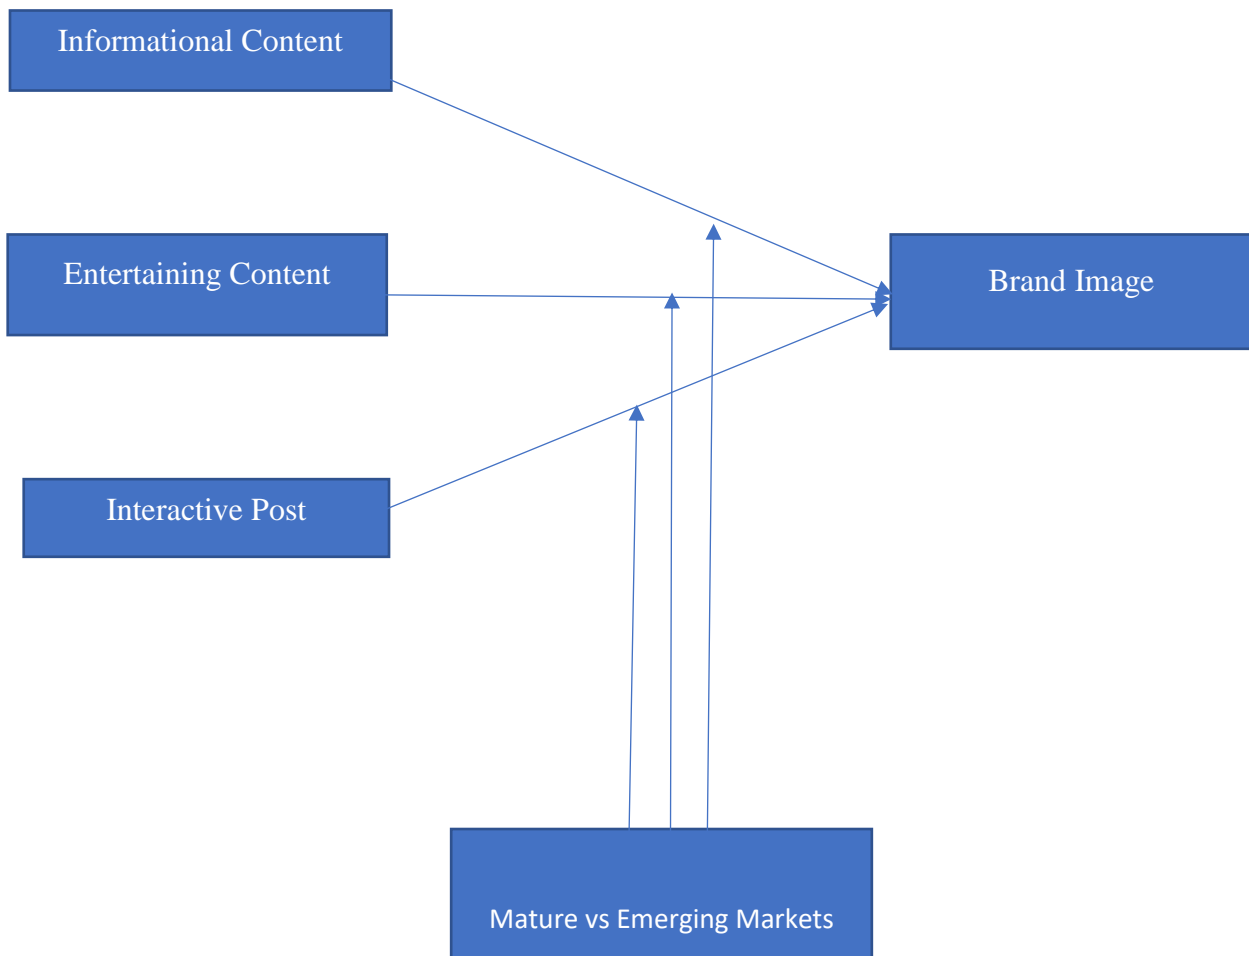 Informational Content
Entertaining Content
Brand Image
Interactive Post
Mature vs Emerging Markets